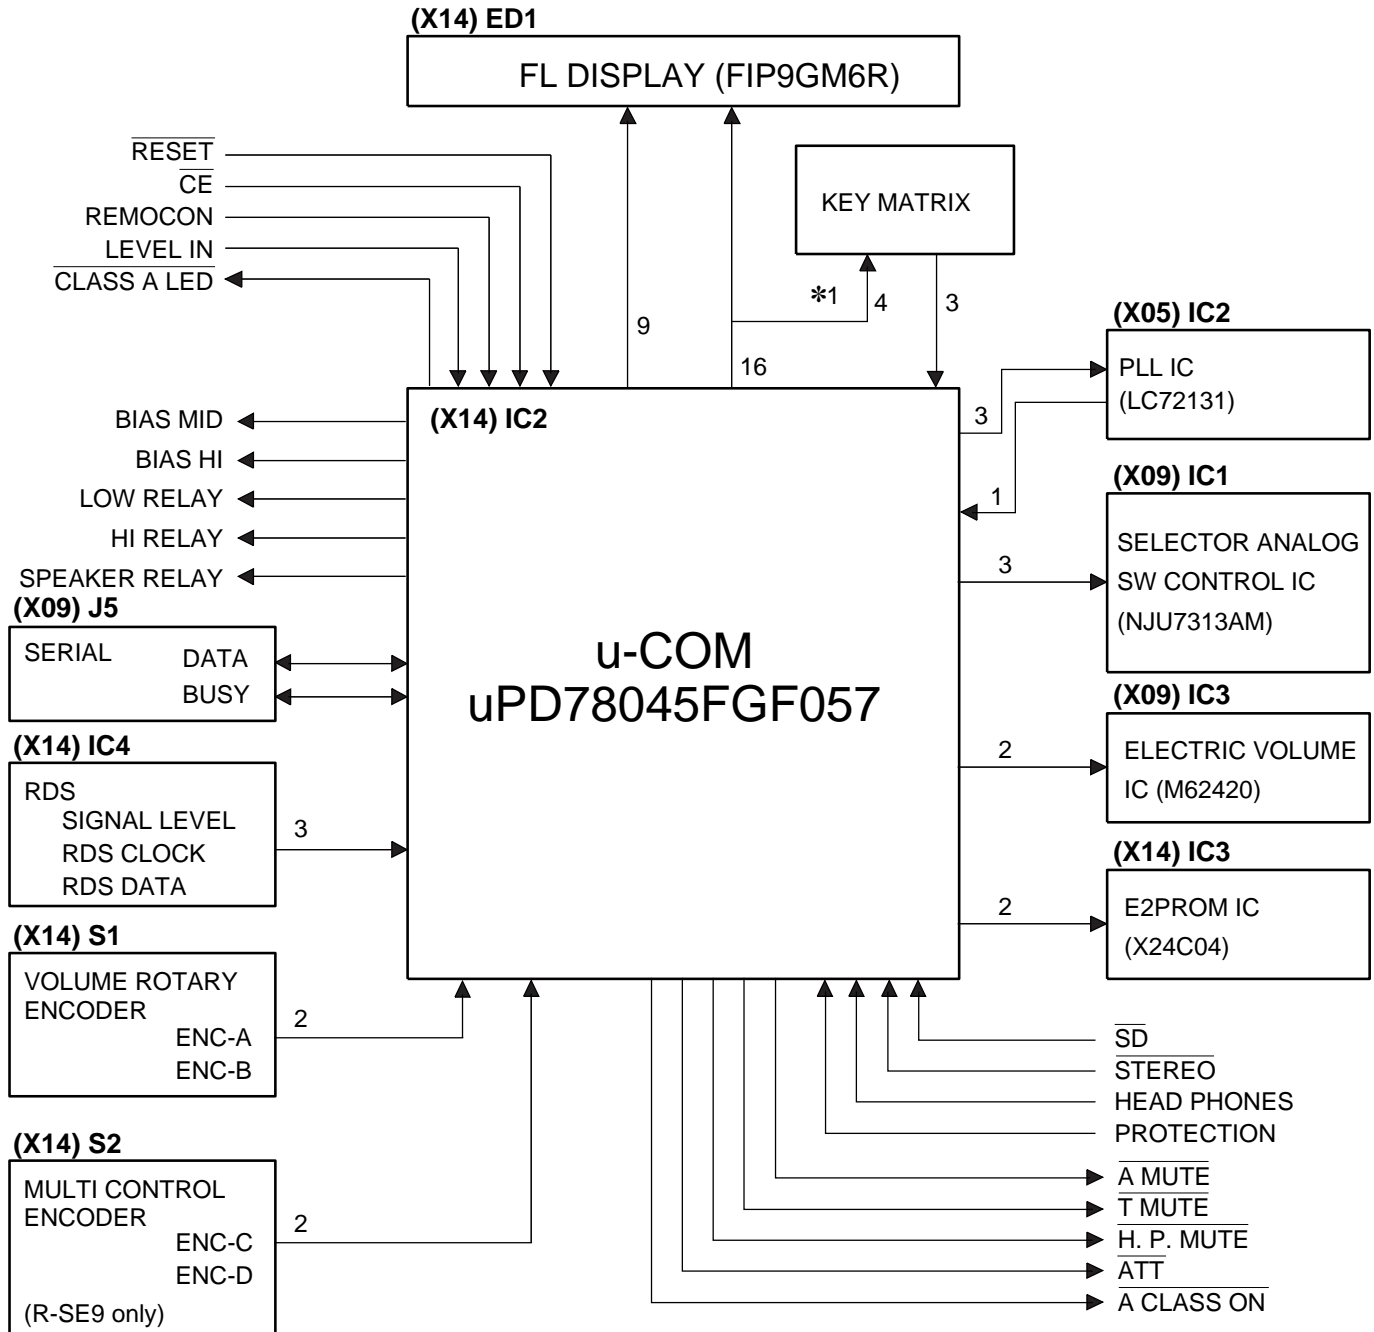 (X14) ED1
FL DISPLAY (FIP9GM6R)
RESET
CE
REMOCON
LEVEL IN
CLASS A LED
KEY MATRIX
✻1
4
3
9
16
(X05) IC2
PLL IC
(LC72131)
3
1
BIAS MID
BIAS HI
LOW RELAY
HI RELAY
SPEAKER RELAY
(X14) IC2
u-COM
uPD78045FGF057
(X09) IC1
SELECTOR ANALOG
SW CONTROL IC
(NJU7313AM)
3
(X09) J5
SERIAL
DATA
BUSY
(X09) IC3
ELECTRIC VOLUME
IC (M62420)
2
(X14) IC4
RDS
SIGNAL LEVEL
RDS CLOCK
RDS DATA
3
(X14) IC3
E2PROM IC
(X24C04)
2
(X14) S1
VOLUME ROTARY
ENCODER
ENC-A
ENC-B
2
(X14) S2
MULTI CONTROL
ENCODER
ENC-C
ENC-D
(R-SE9 only)
2
SD
STEREO
HEAD PHONES
PROTECTION
A MUTE
T MUTE
H. P. MUTE
ATT
A CLASS ON